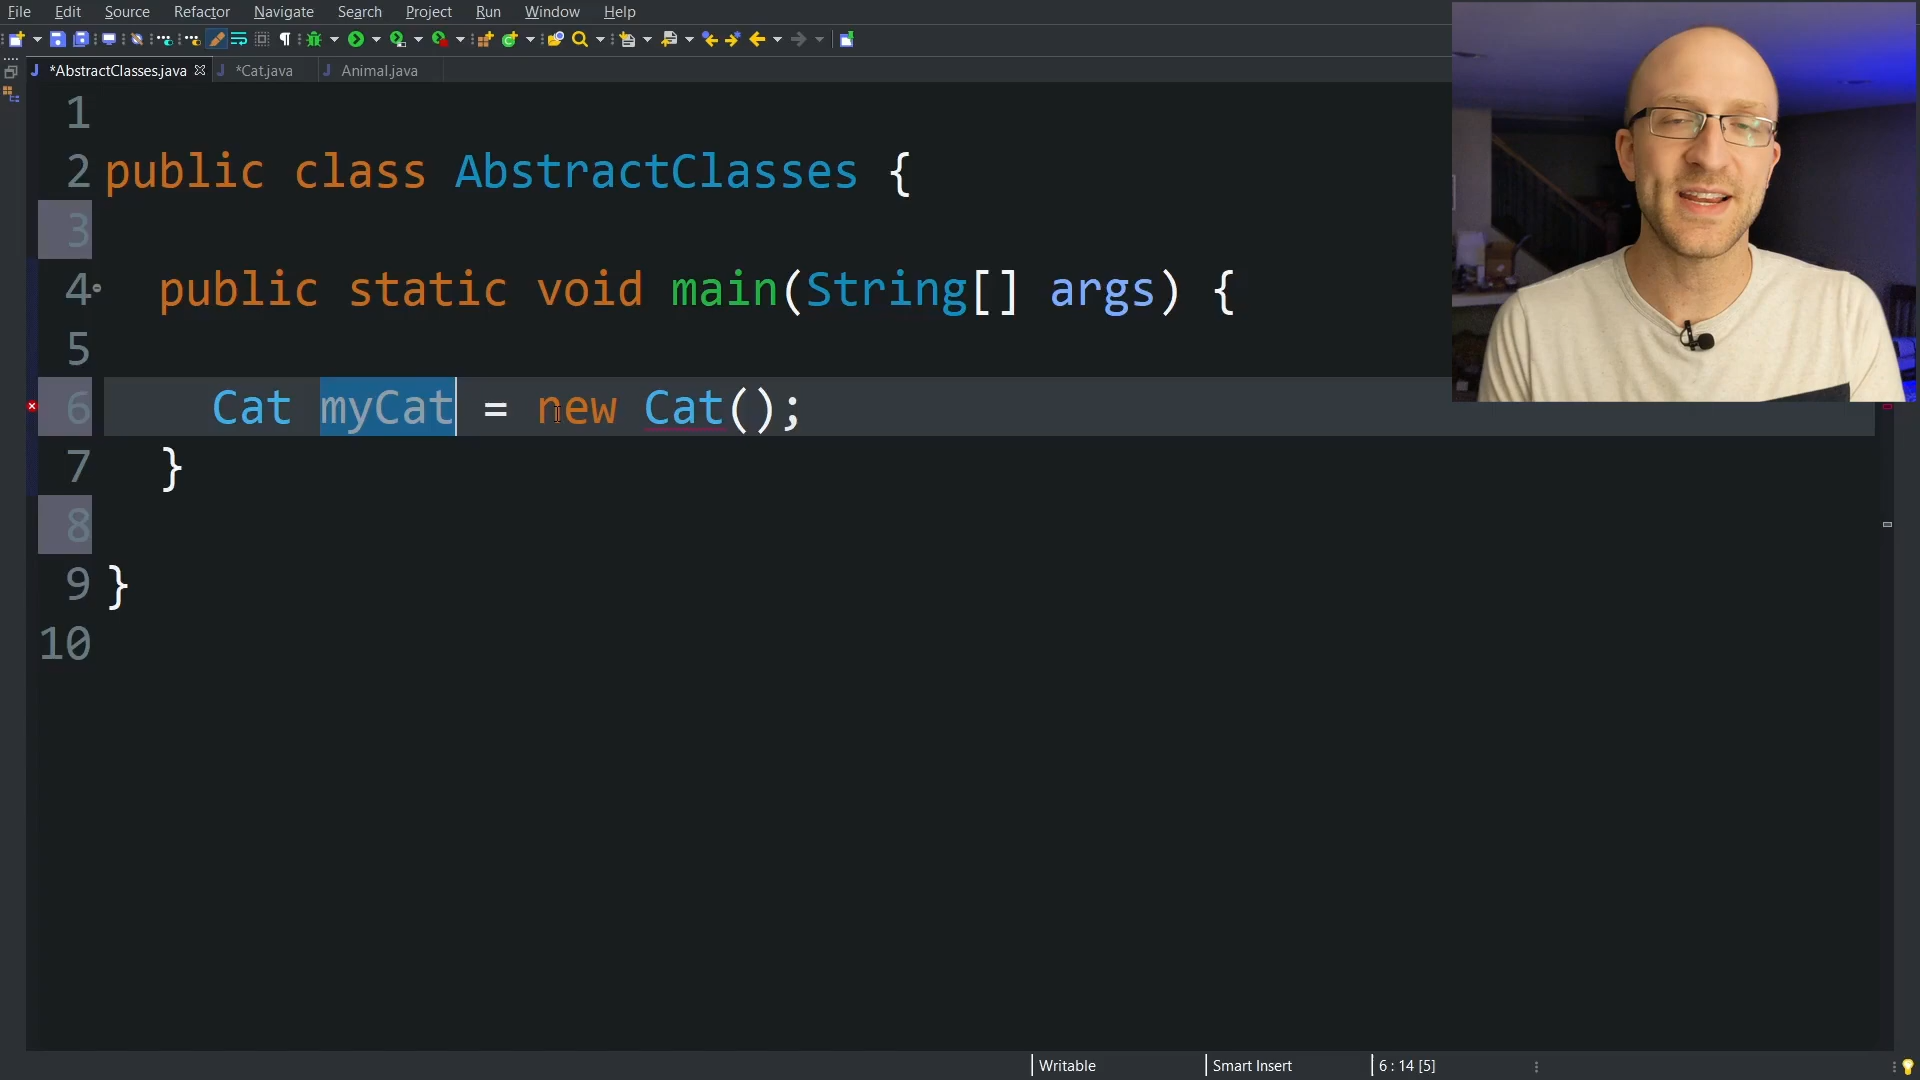 File Edit Source Refactor Navigate Search Project Run Window Help
*AbstractClasses.java *Cat.java Animal.java
1
2 public class AbstractClasses {
3
4 public static void main(String[] args) {
5
6 Cat myCat = new Cat();
7 }
8
9 }
10
Writable Smart Insert 6 : 14 [5]